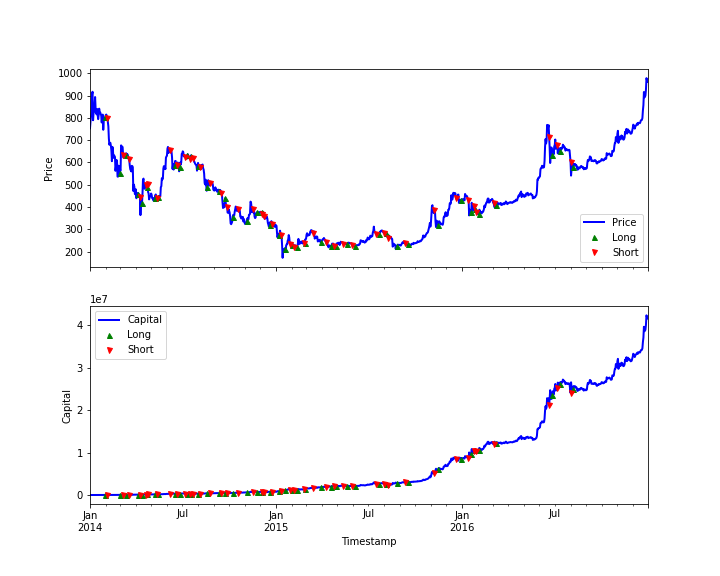 1000
900
800
700
600
500
400
300
200
Price
Price
Long
Short
1e7
4
3
2
1
0
Capital
Capital
Long
Short
Jan
2014
Jul
Jan
2015
Jul
Jan
2016
Jul
Timestamp